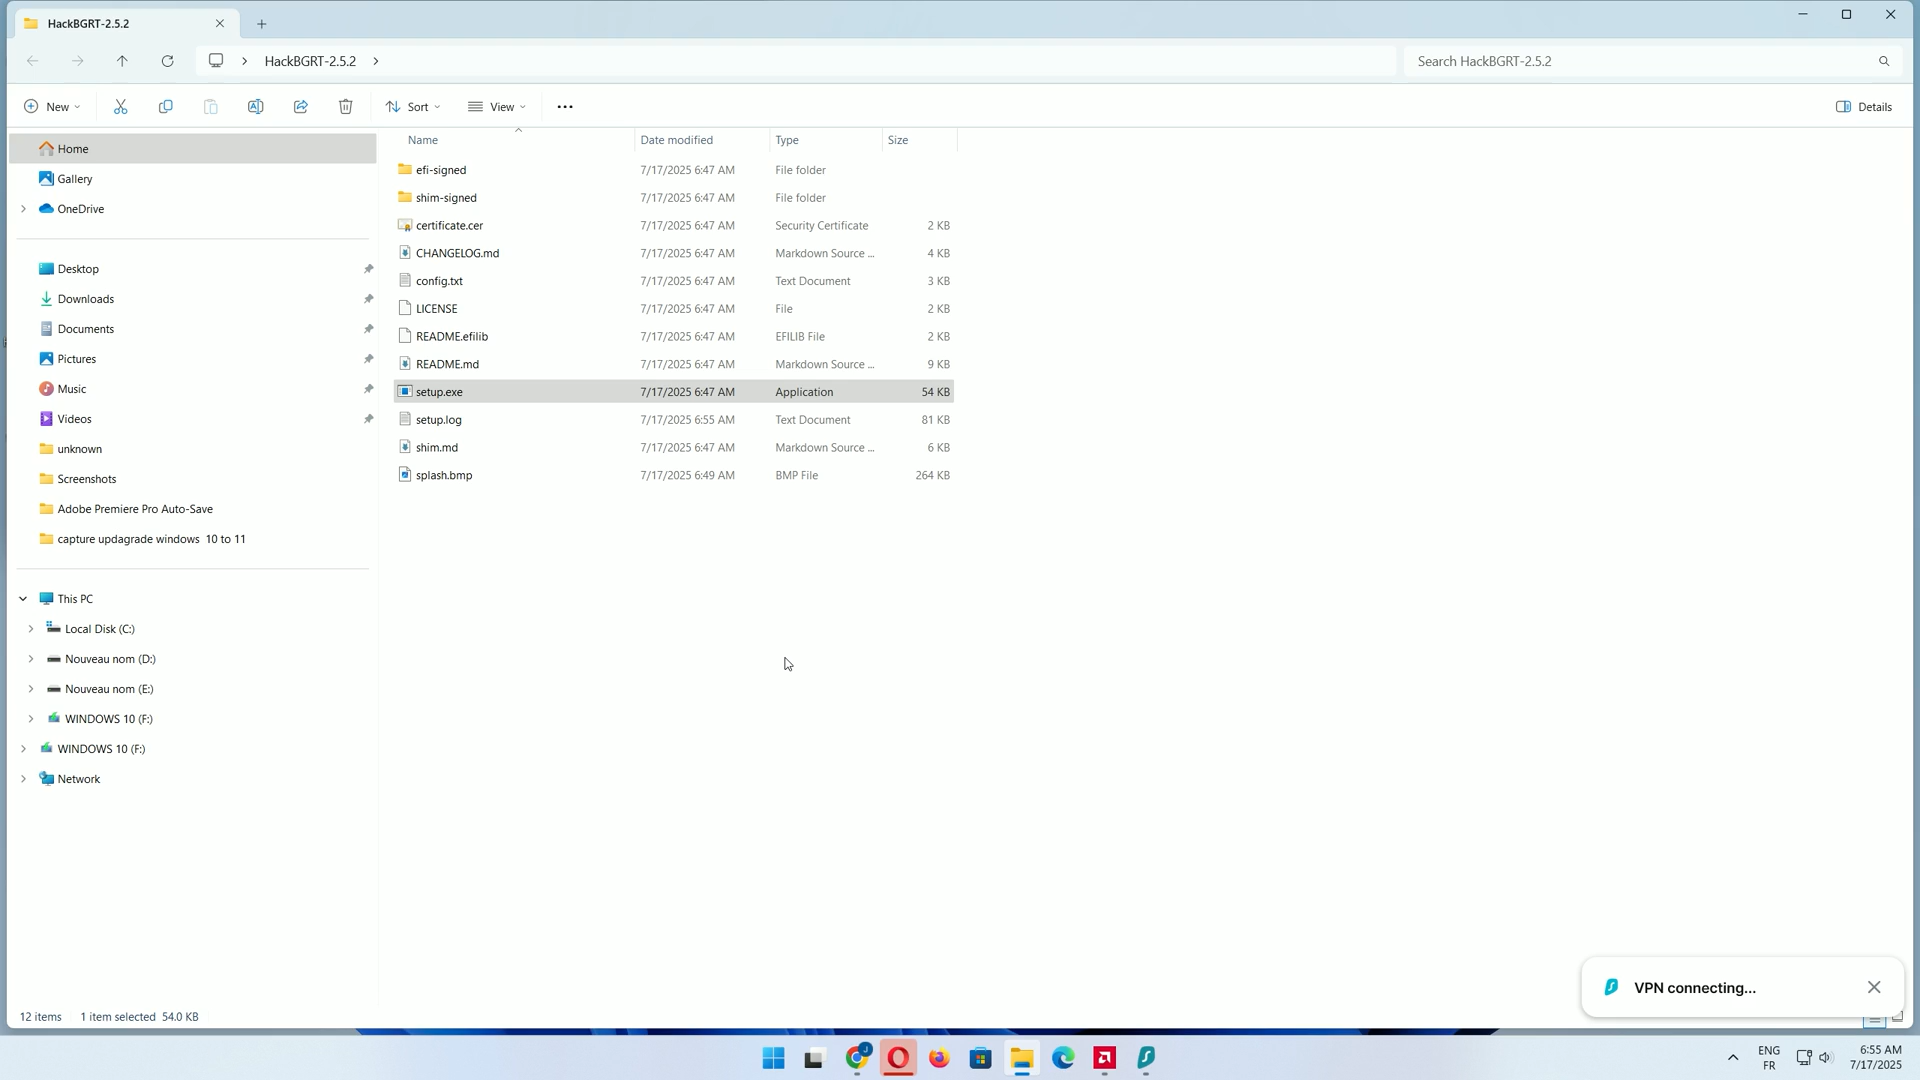 HackBGRT-2.5.2
HackBGRT-2.5.2
Search HackBGRT-2.5.2
New
Sort
View
Details
Name
Date modified
Type
Size
Home
Gallery
OneDrive
Desktop
Downloads
Documents
Pictures
Music
Videos
unknown
Screenshots
Adobe Premiere Pro Auto-Save
capture updagrade windows 10 to 11
This PC
Local Disk (C:)
Nouveau nom (D:)
Nouveau nom (E:)
WINDOWS 10 (F:)
WINDOWS 10 (F:)
Network
efi-signed 7/17/2025 6:47 AM File folder
shim-signed 7/17/2025 6:47 AM File folder
certificate.cer 7/17/2025 6:47 AM Security Certificate 2 KB
CHANGELOG.md 7/17/2025 6:47 AM Markdown Source ... 4 KB
config.txt 7/17/2025 6:47 AM Text Document 3 KB
LICENSE 7/17/2025 6:47 AM File 2 KB
README.efilib 7/17/2025 6:47 AM EFILIB File 2 KB
README.md 7/17/2025 6:47 AM Markdown Source ... 9 KB
setup.exe 7/17/2025 6:47 AM Application 54 KB
setup.log 7/17/2025 6:55 AM Text Document 81 KB
shim.md 7/17/2025 6:47 AM Markdown Source ... 6 KB
splash.bmp 7/17/2025 6:49 AM BMP File 264 KB
VPN connecting...
12 items 1 item selected 54.0 KB
ENG
FR
6:55 AM
7/17/2025